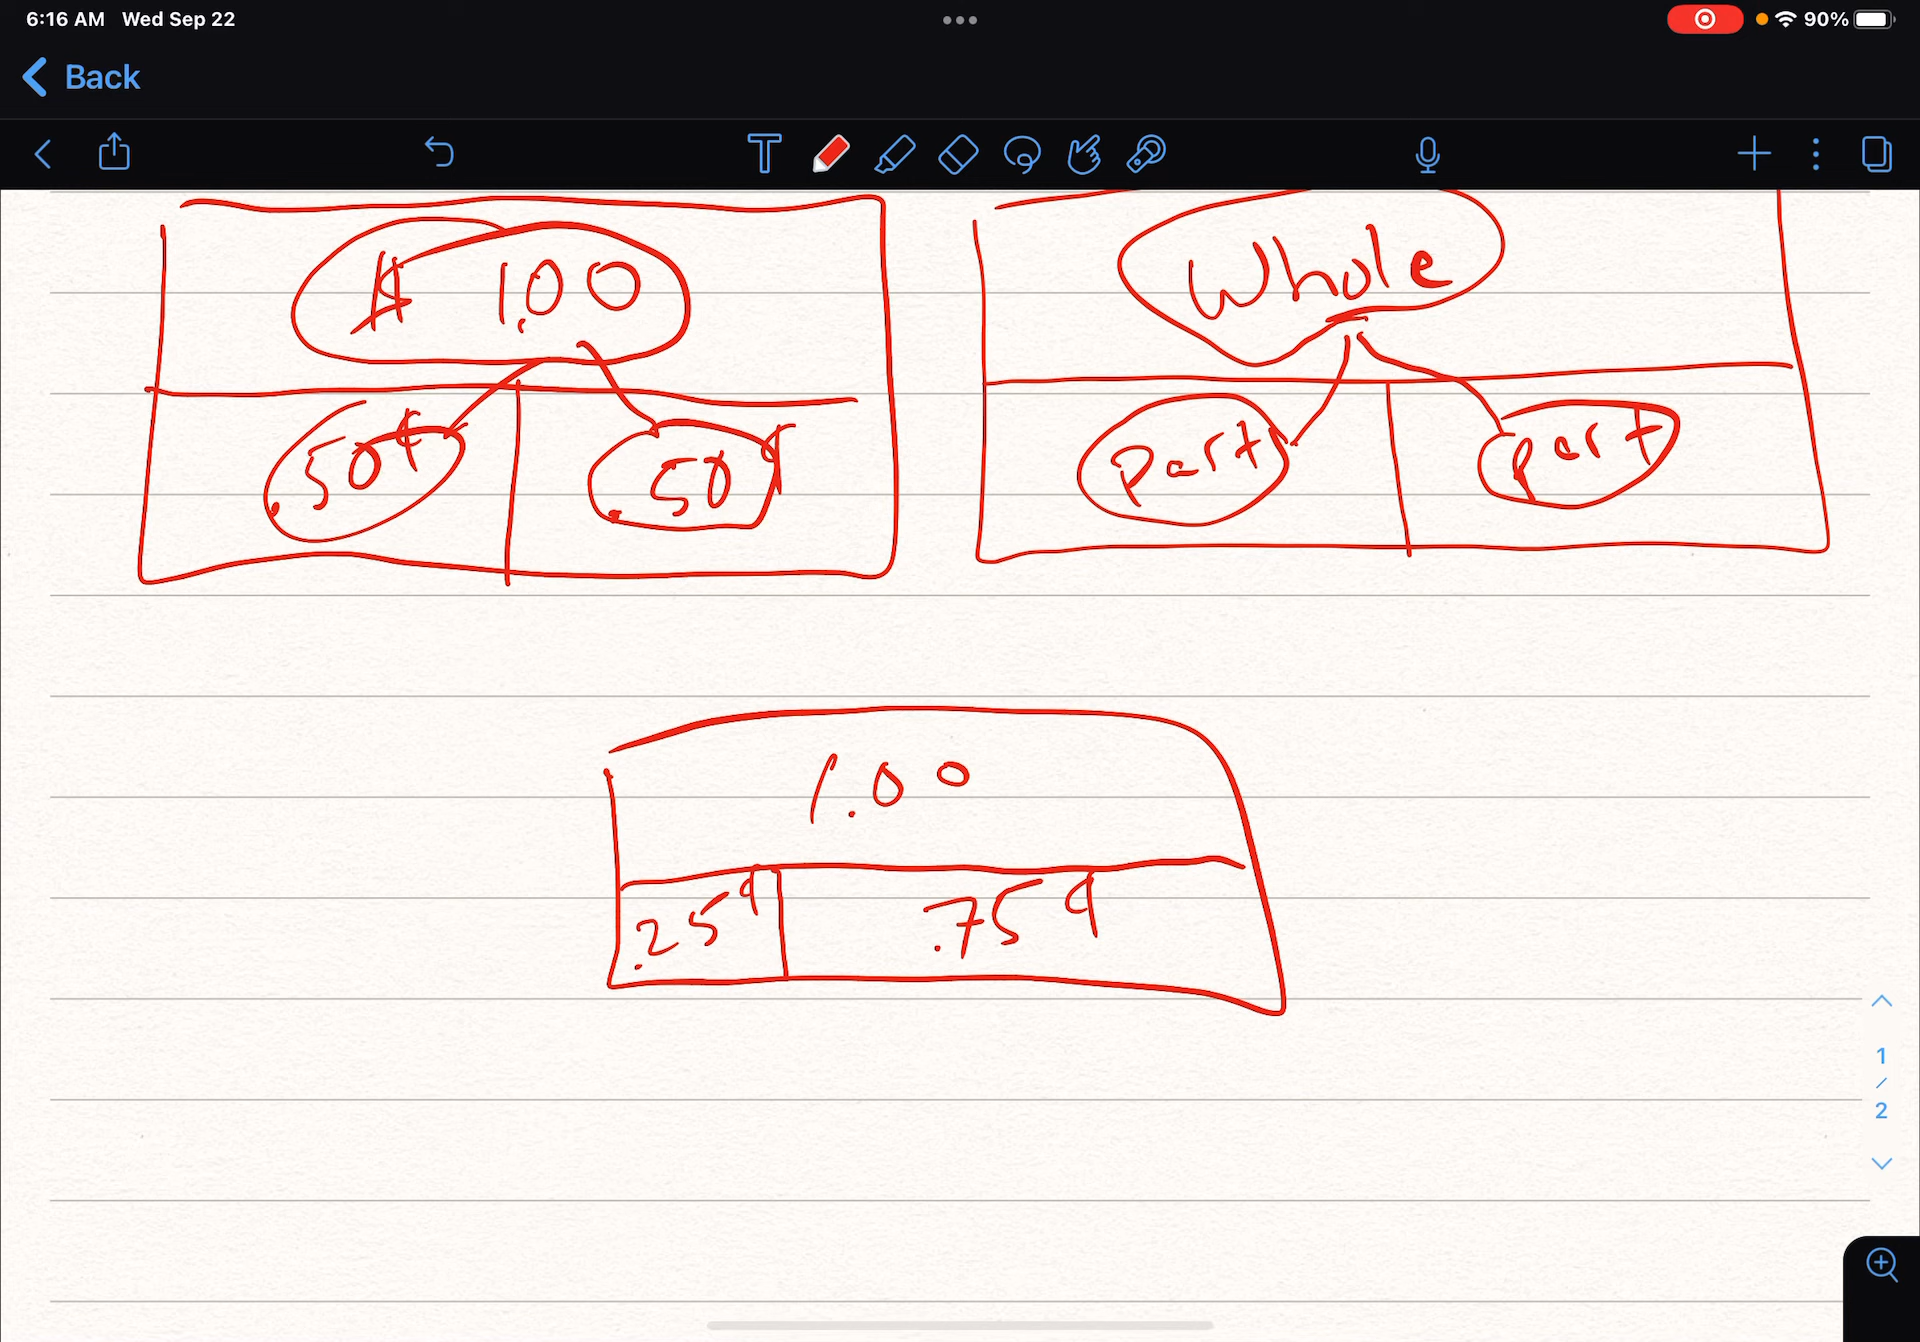 6:16 AM Wed Sep 22
90%
Back
$ 1.00
Whole
.50¢
.50¢
Part
Part
1.00
.25¢
.75¢
1
/
2